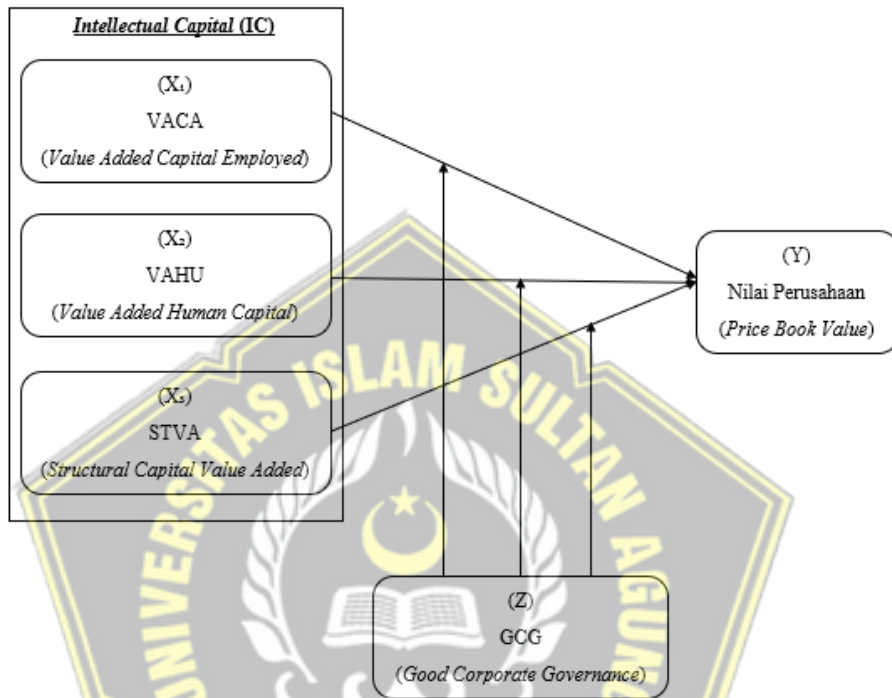 Intellectual Capital (IC)
(X₁)
VACA
(Value Added Capital Employed)
(X₂)
VAHU
(Value Added Human Capital)
(X₃)
STVA
(Structural Capital Value Added)
(Y)
Nilai Perusahaan
(Price Book Value)
(Z)
GCG
(Good Corporate Governance)
UNIVERSITAS ISLAM SULTAN AGUNG